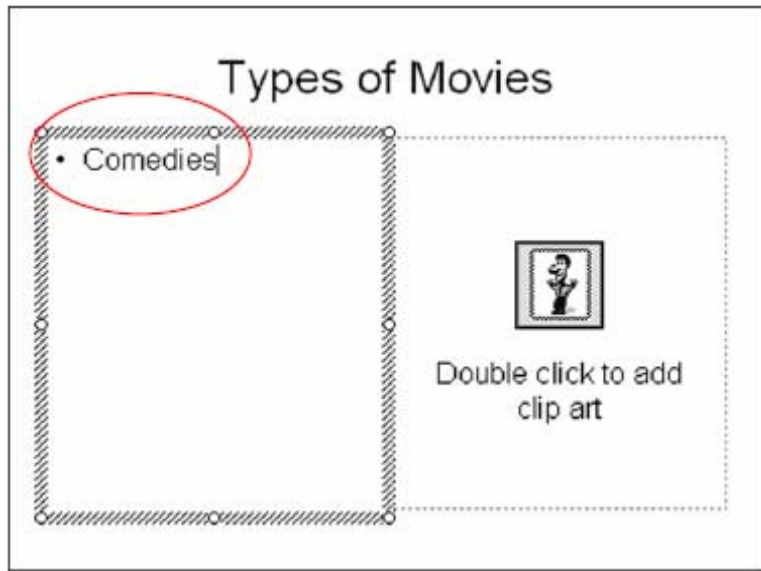 Types of Movies
• Comedies
Double click to add
clip art